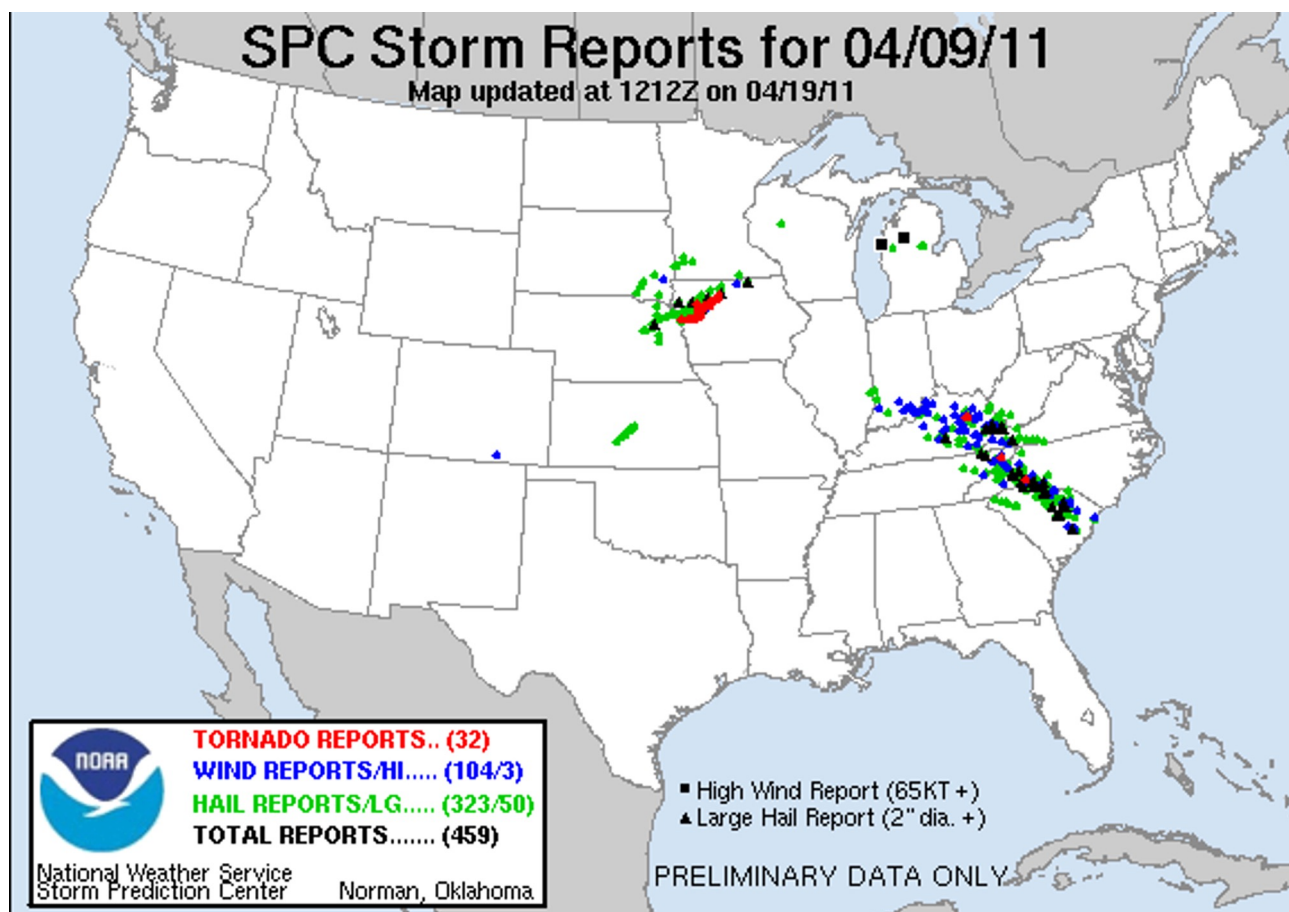 SPC Storm Reports for 04/09/11
Map updated at 1212Z on 04/19/11
NOAA
TORNADO REPORTS.. (32)
WIND REPORTS/HI..... (104/3)
HAIL REPORTS/LG..... (323/50)
TOTAL REPORTS....... (459)
National Weather Service
Storm Prediction Center Norman, Oklahoma
High Wind Report (65KT +)
Large Hail Report (2" dia. +)
PRELIMINARY DATA ONLY